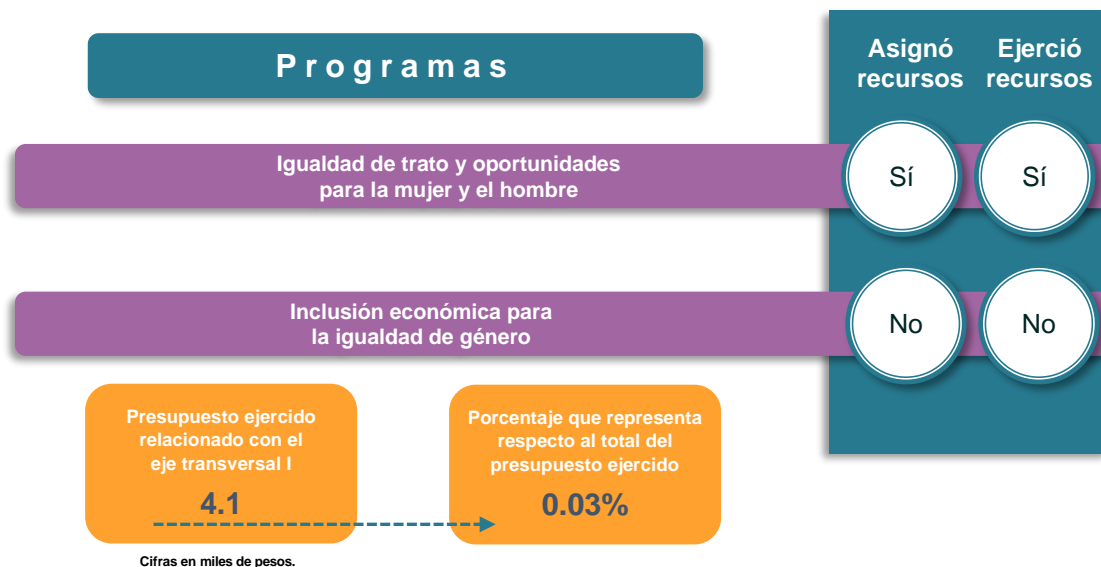 Programas
Asignó
recursos
Ejerció
recursos
Igualdad de trato y oportunidades
para la mujer y el hombre
Sí
Sí
Inclusión económica para
la igualdad de género
No
No
Presupuesto ejercido
relacionado con el
eje transversal I
4.1
Porcentaje que representa
respecto al total del
presupuesto ejercido
0.03%
Cifras en miles de pesos.